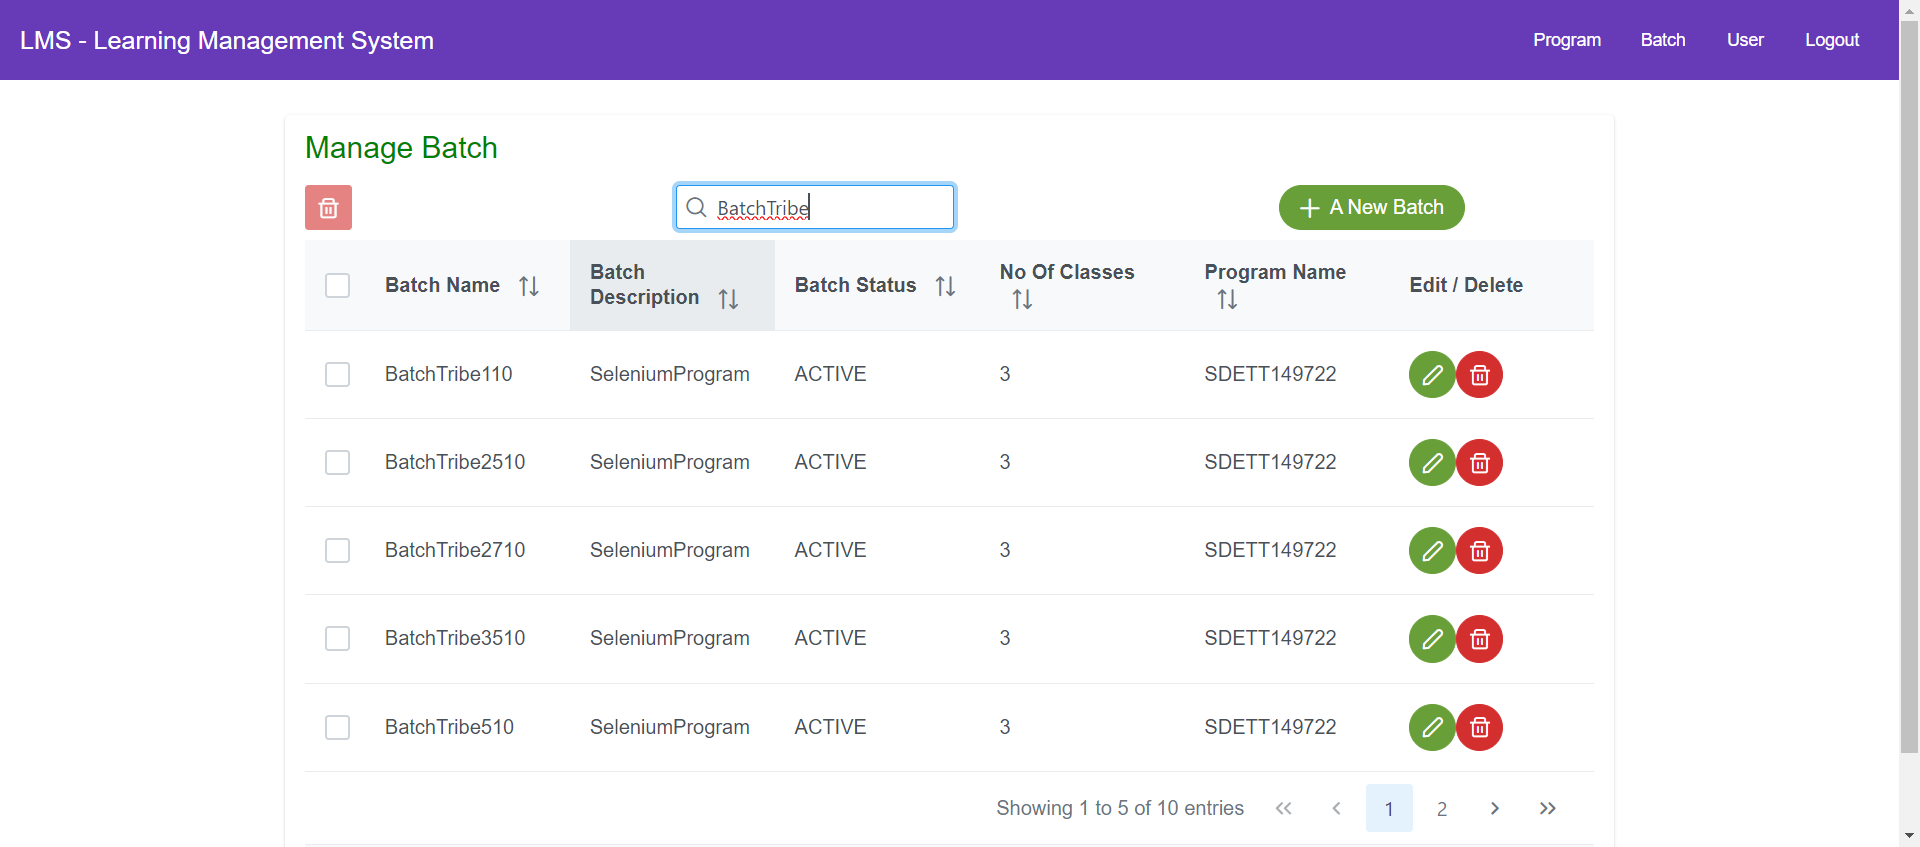 LMS - Learning Management System
Program Batch User Logout
Manage Batch
BatchTribe
A New Batch
Batch Name Batch Description Batch Status No Of Classes Program Name Edit / Delete
BatchTribe110 SeleniumProgram ACTIVE 3 SDETT149722
BatchTribe2510 SeleniumProgram ACTIVE 3 SDETT149722
BatchTribe2710 SeleniumProgram ACTIVE 3 SDETT149722
BatchTribe3510 SeleniumProgram ACTIVE 3 SDETT149722
BatchTribe510 SeleniumProgram ACTIVE 3 SDETT149722
Showing 1 to 5 of 10 entries « ‹ 1 2 › »